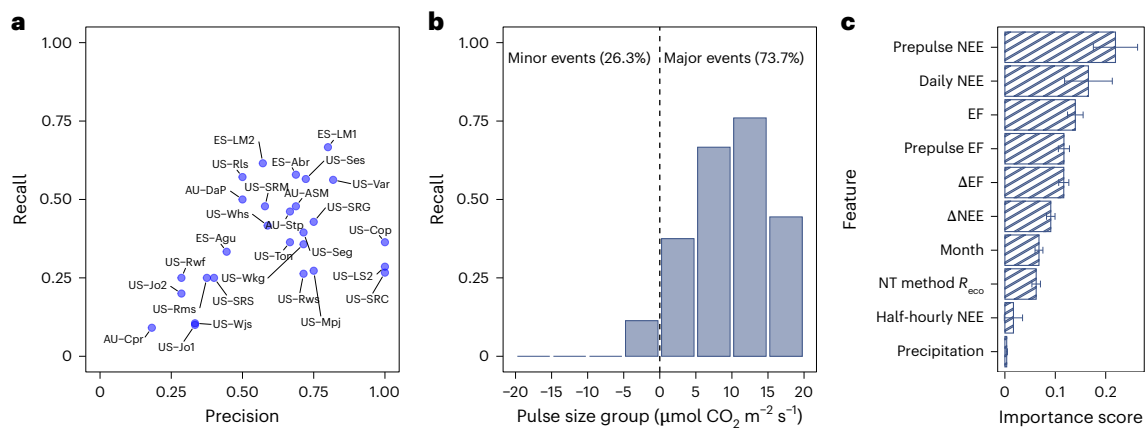 a
Recall
1.00
0.75
0.50
0.25
0
0
0.25
0.50
0.75
1.00
Precision
ES-LM1
ES-LM2
US-Ses
ES-Abr
US-Rls
US-Var
US-SRM
AU-DaP
AU-ASM
US-Whs
AU-Stp
US-SRG
US-Cop
ES-Agu
US-Ton
US-Seg
US-Rwf
US-Wkg
US-LS2
US-Jo2
US-Rms
US-SRS
US-Rws
US-SRC
US-Mpj
US-Wjs
AU-Cpr
US-Jo1
b
Recall
1.00
0.75
0.50
0.25
0
Minor events (26.3%)
Major events (73.7%)
−20
−15
−10
−5
0
5
10
15
20
Pulse size group (μmol CO₂ m⁻² s⁻¹)
c
Feature
Prepulse NEE
Daily NEE
EF
Prepulse EF
ΔEF
ΔNEE
Month
NT method Reco
Half-hourly NEE
Precipitation
0
0.1
0.2
Importance score